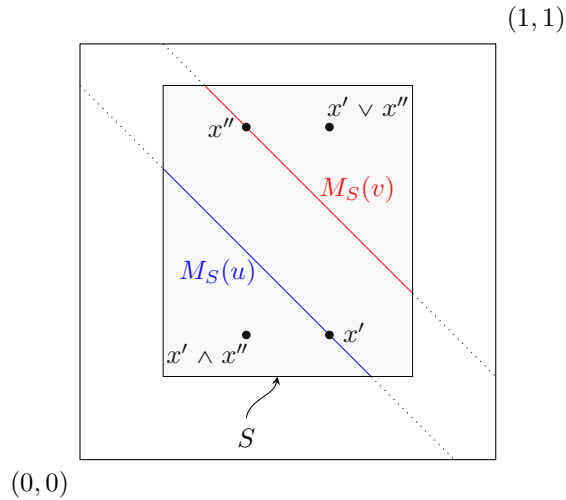 (1, 1)
x′ ∨ x″
x″
M_S(v)
M_S(u)
x′
x′ ∧ x″
S
(0, 0)